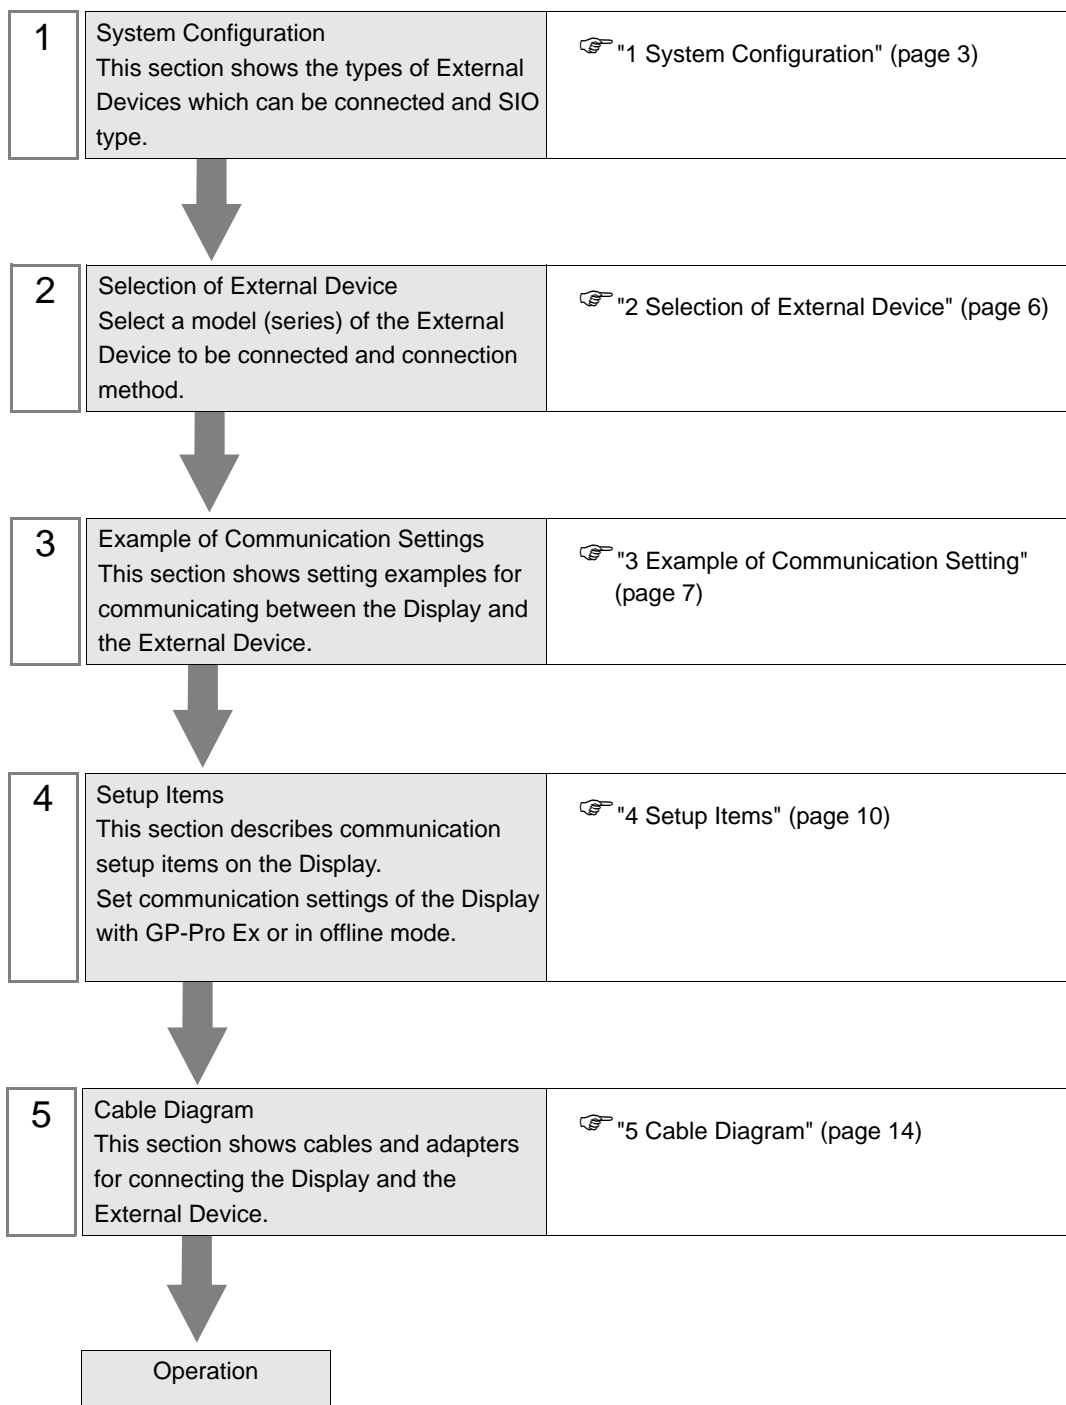 1
System Configuration
This section shows the types of External
Devices which can be connected and SIO
type.
"1 System Configuration" (page 3)
2
Selection of External Device
Select a model (series) of the External
Device to be connected and connection
method.
"2 Selection of External Device" (page 6)
3
Example of Communication Settings
This section shows setting examples for
communicating between the Display and
the External Device.
"3 Example of Communication Setting"
(page 7)
4
Setup Items
This section describes communication
setup items on the Display.
Set communication settings of the Display
with GP-Pro Ex or in offline mode.
"4 Setup Items" (page 10)
5
Cable Diagram
This section shows cables and adapters
for connecting the Display and the
External Device.
"5 Cable Diagram" (page 14)
Operation